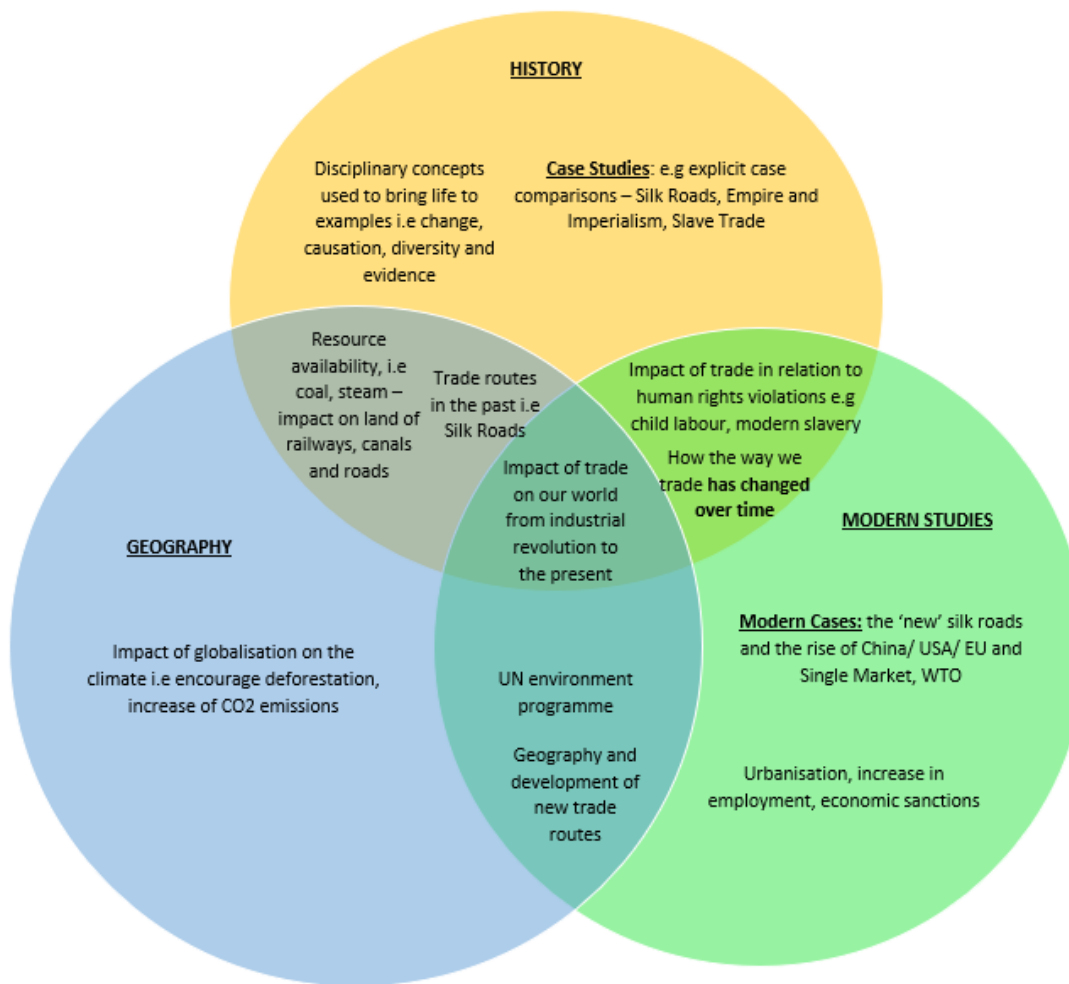 HISTORY
Disciplinary concepts
used to bring life to
examples i.e change,
causation, diversity and
evidence
Case Studies: e.g explicit case
comparisons – Silk Roads, Empire and
Imperialism, Slave Trade
Resource
availability, i.e
coal, steam –
impact on land of
railways, canals
and roads
Trade routes
in the past i.e
Silk Roads
Impact of trade in relation to
human rights violations e.g
child labour, modern slavery
How the way we
trade has changed
over time
Impact of trade
on our world
from industrial
revolution to
the present
GEOGRAPHY
Impact of globalisation on the
climate i.e encourage deforestation,
increase of CO2 emissions
UN environment
programme
Geography and
development of
new trade
routes
MODERN STUDIES
Modern Cases: the ‘new’ silk roads
and the rise of China/ USA/ EU and
Single Market, WTO
Urbanisation, increase in
employment, economic sanctions